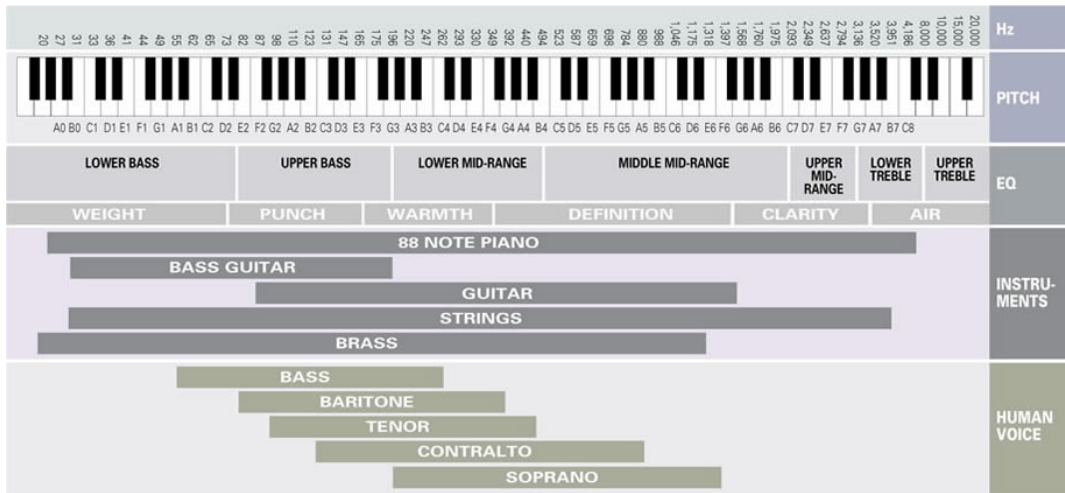 20 27 31 33 36 41 44 49 55 62 65 73 82 87 98 110 123 131 147 165 175 196 220 247 262 293 330 349 392 440 494 523 587 659 698 784 880 988 1,046 1,175 1,318 1,397 1,568 1,760 1,975 2,093 2,349 2,637 2,794 3,136 3,520 3,951 4,186 8,000 10,000 15,000 20,000 Hz
PITCH
A0 B0 C1 D1 E1 F1 G1 A1 B1 C2 D2 E2 F2 G2 A2 B2 C3 D3 E3 F3 G3 A3 B3 C4 D4 E4 F4 G4 A4 B4 C5 D5 E5 F5 G5 A5 B5 C6 D6 E6 F6 G6 A6 B6 C7 D7 E7 F7 G7 A7 B7 C8
LOWER BASS UPPER BASS LOWER MID-RANGE MIDDLE MID-RANGE UPPER MID-RANGE LOWER TREBLE UPPER TREBLE
EQ
WEIGHT PUNCH WARMTH DEFINITION CLARITY AIR
88 NOTE PIANO
BASS GUITAR
GUITAR
STRINGS
BRASS
INSTRU-
MENTS
BASS
BARITONE
TENOR
CONTRALTO
SOPRANO
HUMAN
VOICE